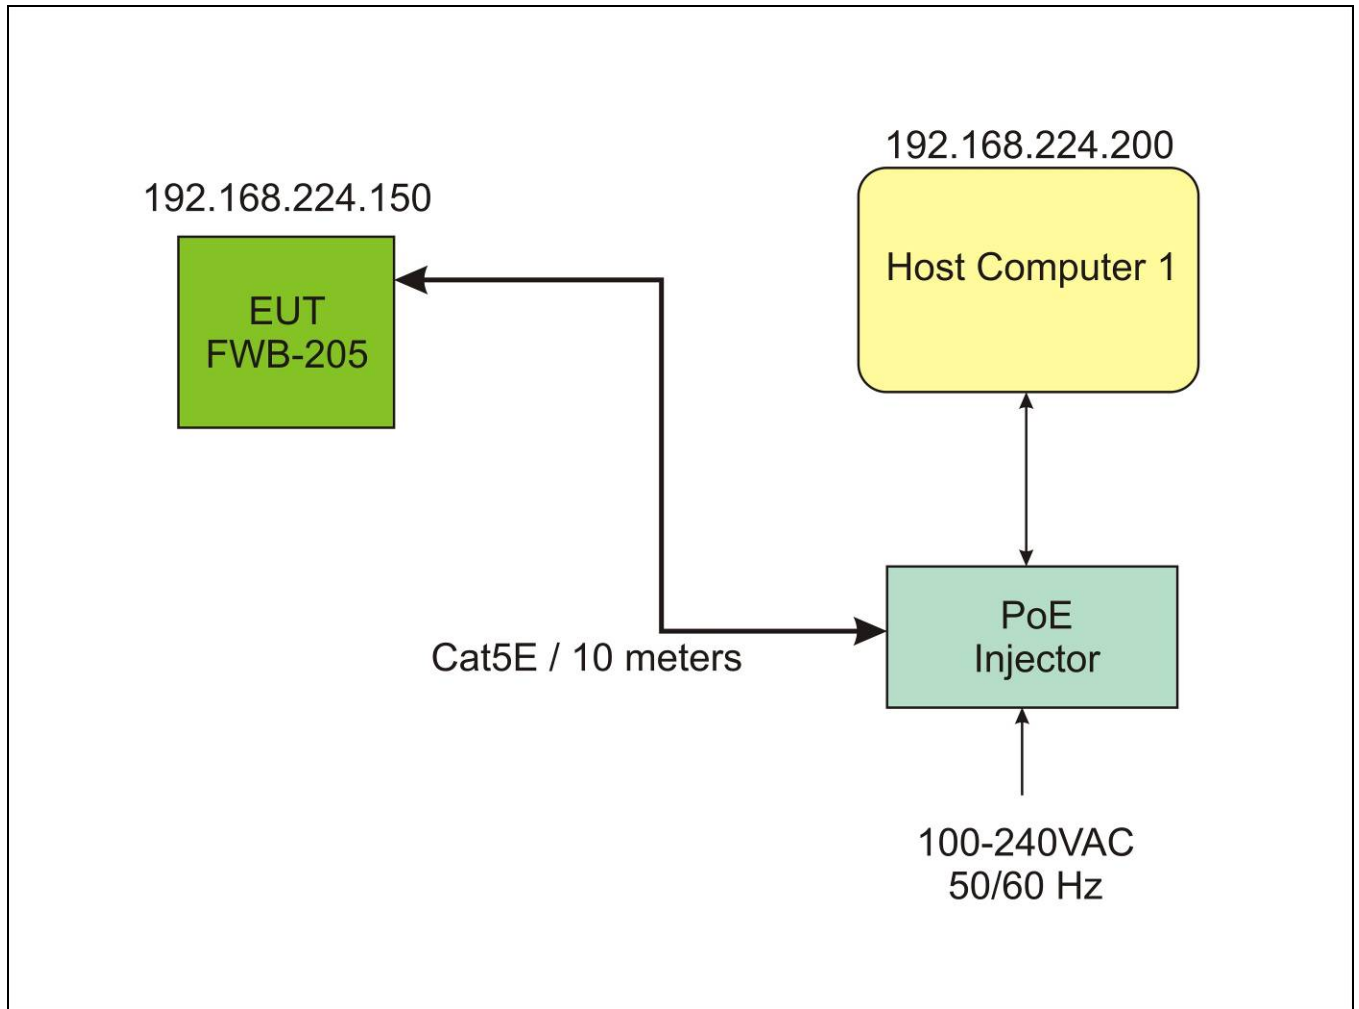 192.168.224.200
192.168.224.150
Host Computer 1
EUT
FWB-205
PoE
Injector
Cat5E / 10 meters
100-240VAC
50/60 Hz